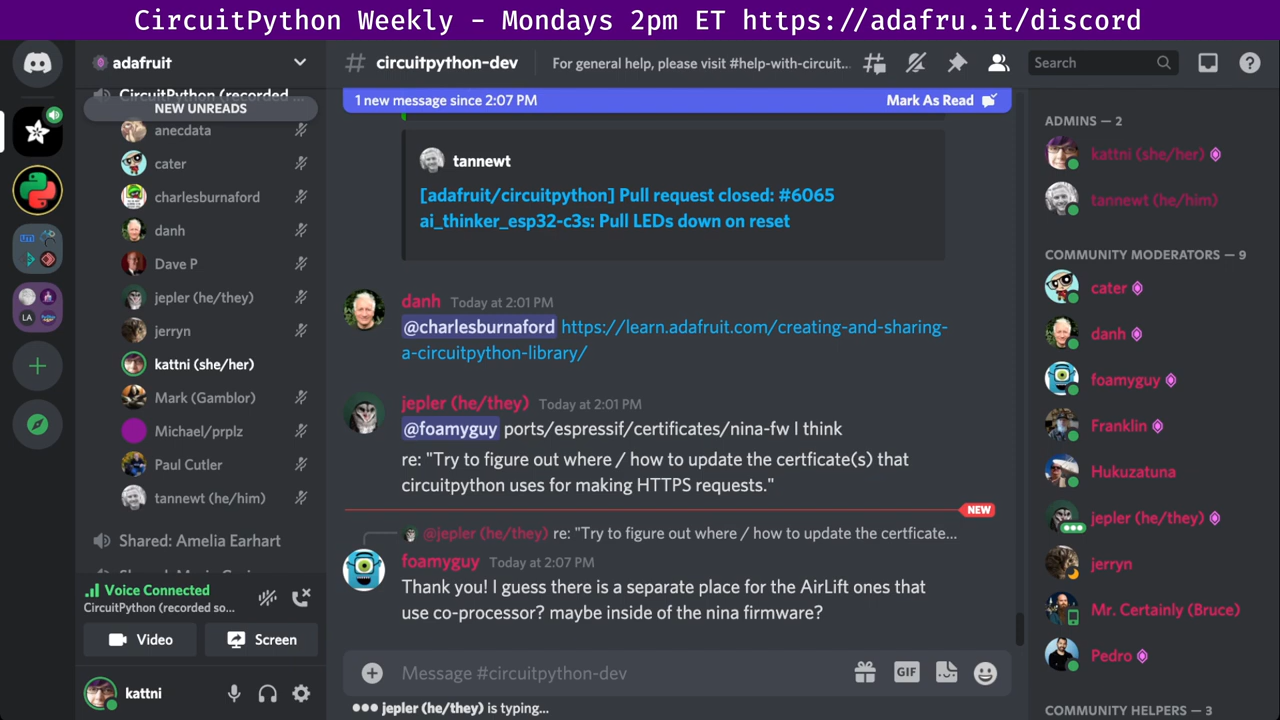 CircuitPython Weekly - Mondays 2pm ET https://adafru.it/discord
adafruit
CircuitPython (recorded ...
NEW UNREADS
anecdata
cater
charlesburnaford
danh
Dave P
jepler (he/they)
jerryn
kattni (she/her)
Mark (Gamblor)
Michael/prplz
Paul Cutler
tannewt (he/him)
Shared: Amelia Earhart
Voice Connected
CircuitPython (recorded so...
Video
Screen
kattni
LA
# circuitpython-dev
For general help, please visit #help-with-circuit...
Search
1 new message since 2:07 PM
Mark As Read
tannewt
[adafruit/circuitpython] Pull request closed: #6065
ai_thinker_esp32-c3s: Pull LEDs down on reset
danh Today at 2:01 PM
@charlesburnaford https://learn.adafruit.com/creating-and-sharing-
a-circuitpython-library/
jepler (he/they) Today at 2:01 PM
@foamyguy ports/espressif/certificates/nina-fw I think
re: "Try to figure out where / how to update the certficate(s) that
circuitpython uses for making HTTPS requests."
NEW
@jepler (he/they) re: "Try to figure out where / how to update the certficate...
foamyguy Today at 2:07 PM
Thank you! I guess there is a separate place for the AirLift ones that
use co-processor? maybe inside of the nina firmware?
Message #circuitpython-dev
GIF
jepler (he/they) is typing...
ADMINS — 2
kattni (she/her)
tannewt (he/him)
COMMUNITY MODERATORS — 9
cater
danh
foamyguy
Franklin
Hukuzatuna
jepler (he/they)
jerryn
Mr. Certainly (Bruce)
Pedro
COMMUNITY HELPERS — 3